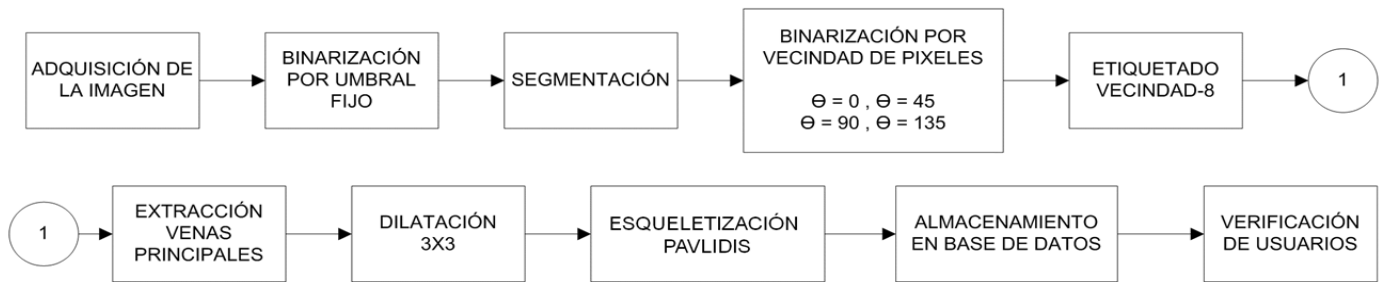 ADQUISICIÓN DE
LA IMAGEN
BINARIZACIÓN
POR UMBRAL
FIJO
SEGMENTACIÓN
BINARIZACIÓN POR
VECINDAD DE PIXELES
Ө = 0 , Ө = 45
Ө = 90 , Ө = 135
ETIQUETADO
VECINDAD-8
1
1
EXTRACCIÓN
VENAS
PRINCIPALES
DILATACIÓN
3X3
ESQUELETIZACIÓN
PAVLIDIS
ALMACENAMIENTO
EN BASE DE DATOS
VERIFICACIÓN
DE USUARIOS